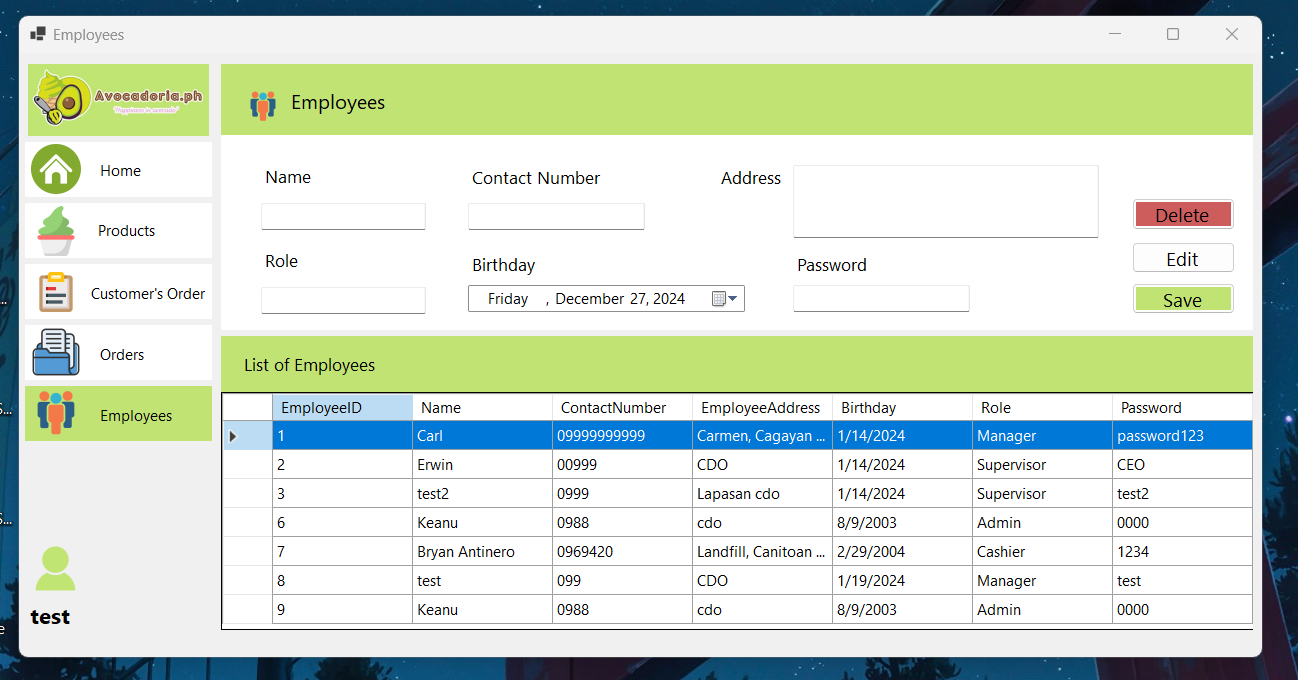 Employees
Avocadoria.ph
Employees
Home
Products
Customer's Order
Orders
Employees
test
Name
Contact Number
Address
Delete
Edit
Role
Birthday
Password
Friday , December 27, 2024
Save
List of Employees
EmployeeID Name ContactNumber EmployeeAddress Birthday Role Password
1 Carl 09999999999 Carmen, Cagayan ... 1/14/2024 Manager password123
2 Erwin 00999 CDO 1/14/2024 Supervisor CEO
3 test2 0999 Lapasan cdo 1/14/2024 Supervisor test2
6 Keanu 0988 cdo 8/9/2003 Admin 0000
7 Bryan Antinero 0969420 Landfill, Canitoan ... 2/29/2004 Cashier 1234
8 test 099 CDO 1/19/2024 Manager test
9 Keanu 0988 cdo 8/9/2003 Admin 0000